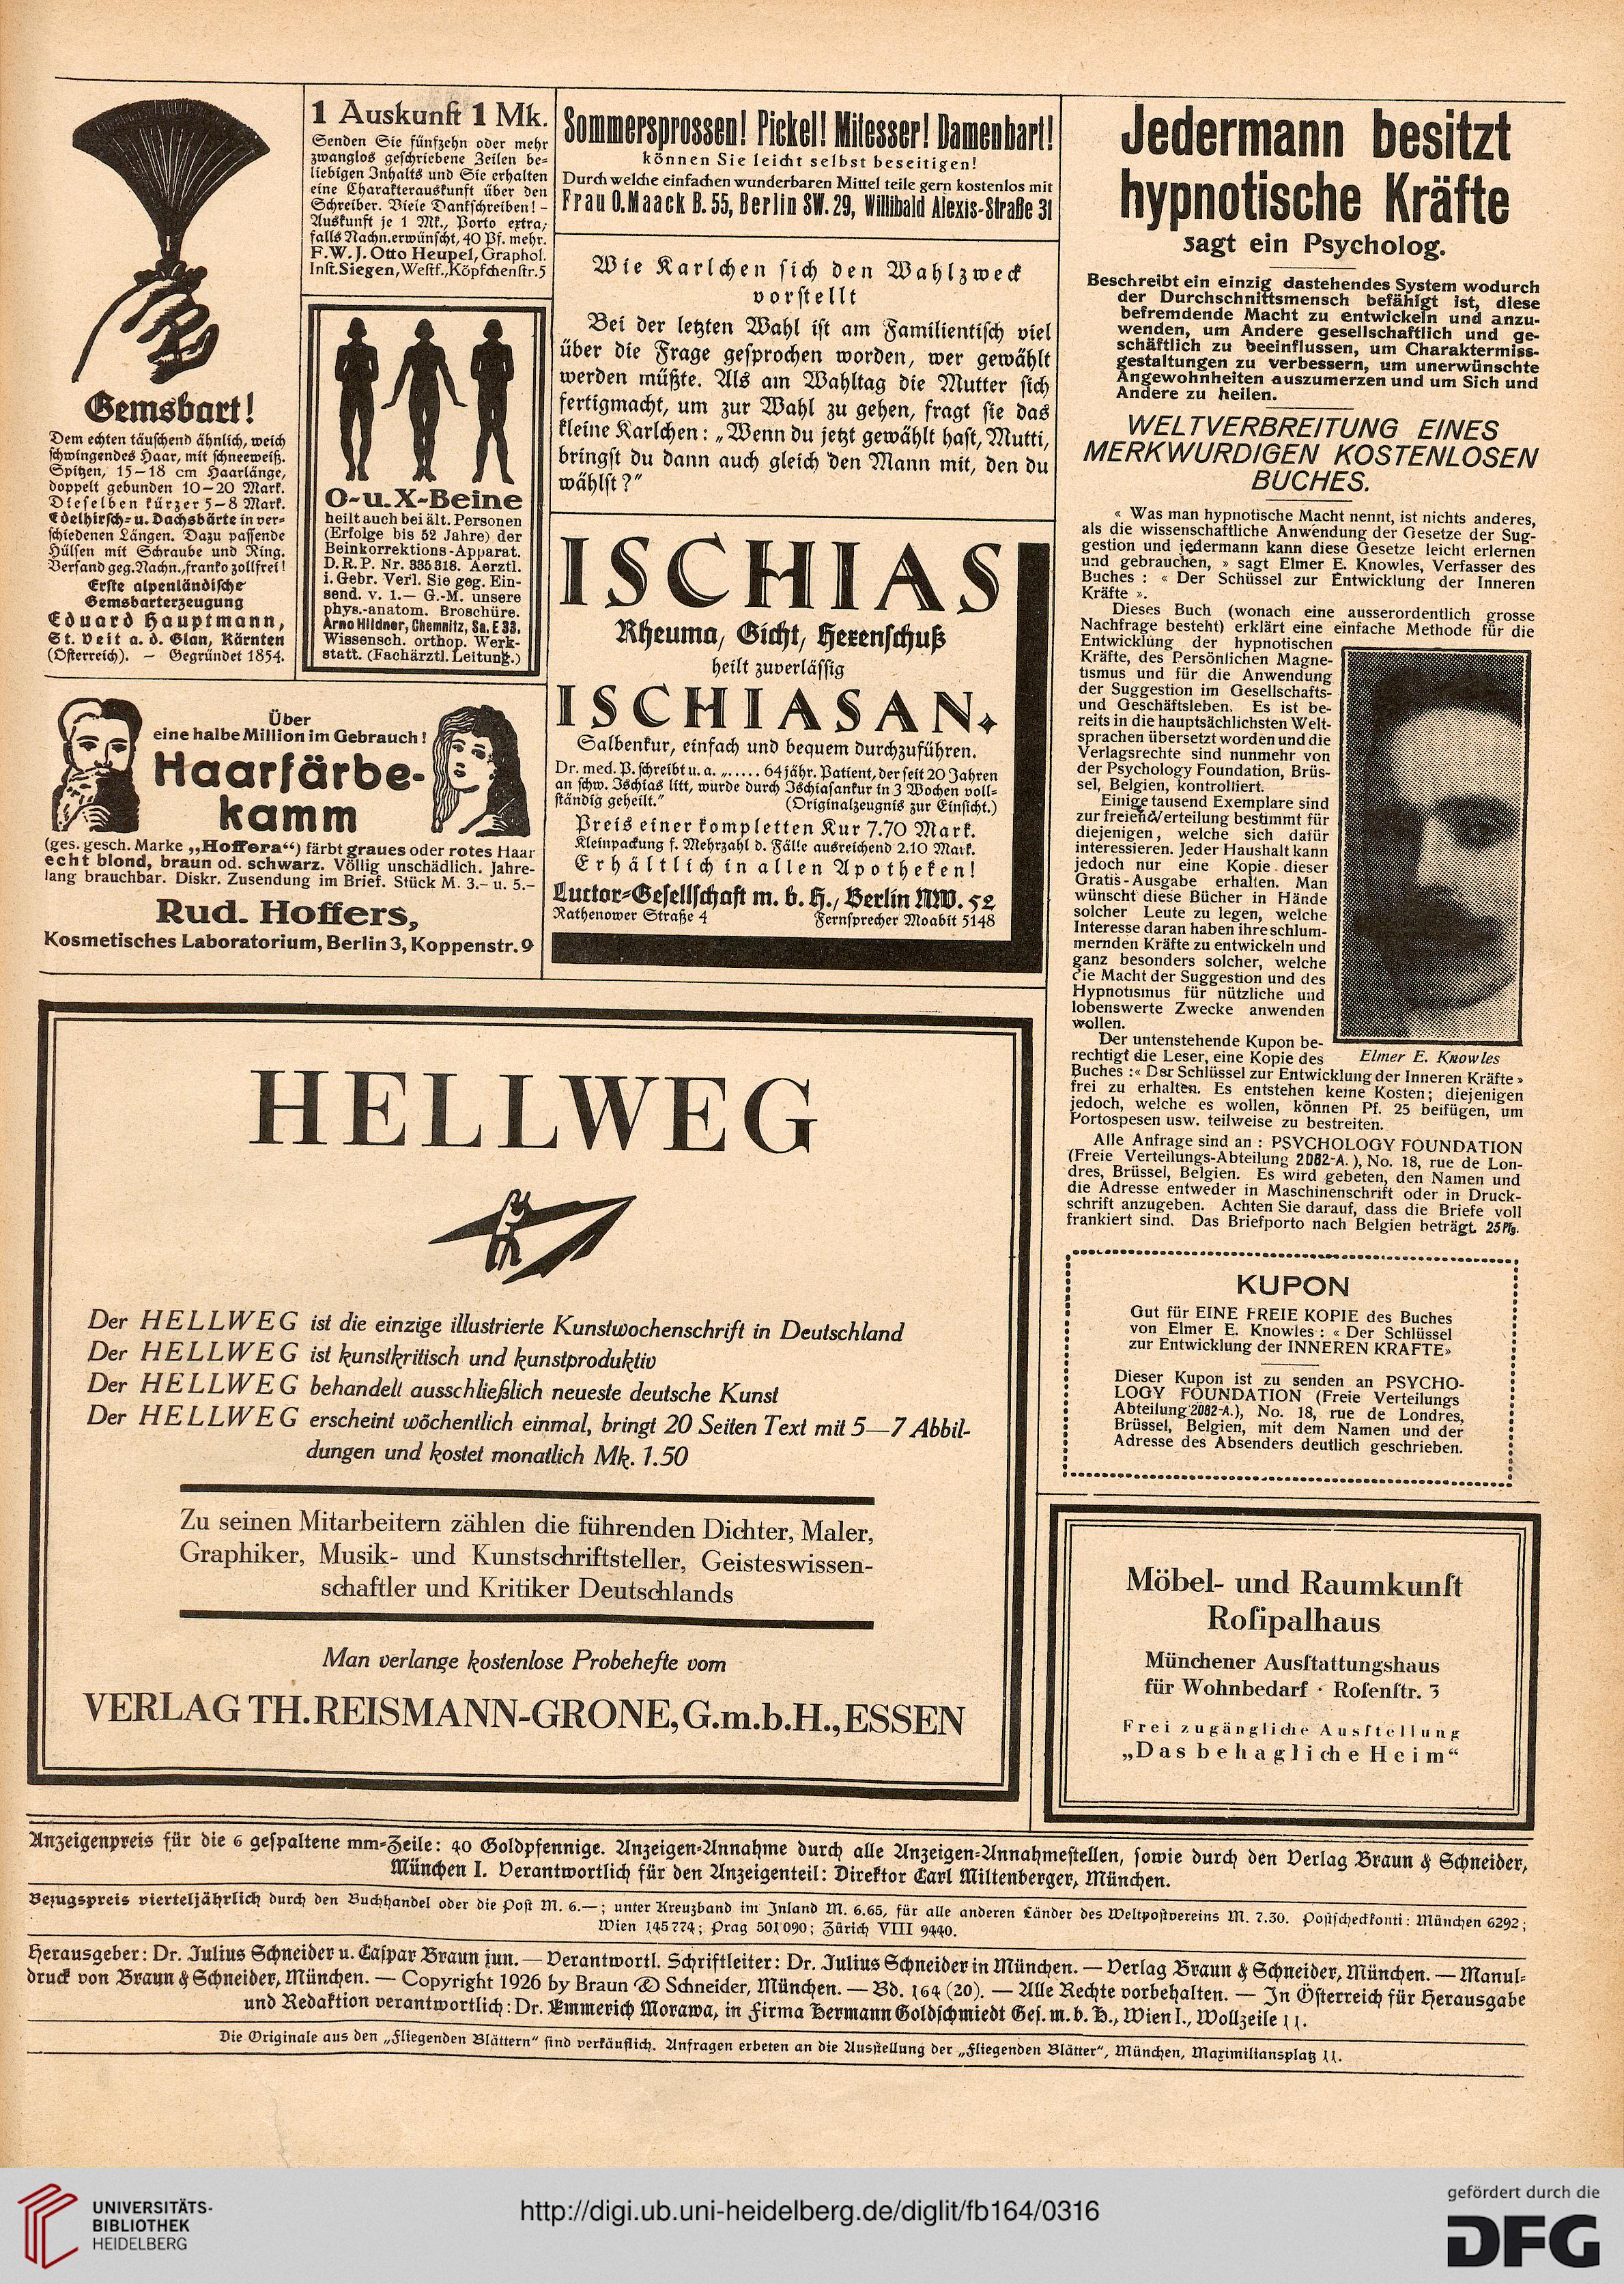 Gemsbart!
Dem echten täuschend ähnlich, weich
schwingendes Haar, mit schneeweiß.
Spitzen, 15–18 cm Haarlänge,
doppelt gebunden 10–20 Mark.
Dieselben kürzer 5–8 Mark.
Edelhirsch- u. Dachsbärte in ver-
schiedenen Längen. Dazu passende
Hülsen mit Schraube und Ring.
Versand geg. Nachn., franko zollfrei!
Erste alpenländische
Gemsbarterzeugung
Eduard Hauptmann,
St. Veit a. d. Glan, Kärnten
(Österreich). — Gegründet 1854.
1 Auskunft 1 Mk.
Senden Sie fünfzehn oder mehr
zwanglos geschriebene Zeilen be-
liebigen Inhalts und Sie erhalten
eine Charakterauskunft über den
Schreiber. Viele Dankschreiben! –
Auskunft je 1 Mk., Porto extra;
falls Nachn. erwünscht, 40 Pf. mehr.
F. W. J. Otto Heupel, Graphol.
Inst. Siegen, Westf., Köpfchenstr. 5
O-u. X-Beine
heilt auch bei ält. Personen
(Erfolge bis 52 Jahre) der
Beinkorrektions-Apparat.
D. R. P. Nr. 335318. Aerztl.
i. Gebr. Verl. Sie geg. Ein-
send. v. 1.— G.-M. unsere
phys.-anatom. Broschüre.
Arno Hildner, Chemnitz, Sa. E 33.
Wissensch. orthop. Werk-
statt. (Fachärztl. Leitung.)
Über
eine halbe Million im Gebrauch!
Haarfärbe-
kamm
(ges. gesch. Marke „Hoffera“) färbt graues oder rotes Haar
echt blond, braun od. schwarz. Völlig unschädlich. Jahre-
lang brauchbar. Diskr. Zusendung im Brief. Stück M. 3.– u. 5.–
Rud. Hoffers,
Kosmetisches Laboratorium, Berlin 3, Koppenstr. 9
Sommersprossen! Pickel! Mitesser! Damenbart!
können Sie leicht selbst beseitigen!
Durch welche einfachen wunderbaren Mittel teile gern kostenlos mit
Frau O. Maack B. 55, Berlin SW. 29, Willibald Alexis-Straße 31
Wie Karlchen sich den Wahlzweck
vorstellt
Bei der letzten Wahl ist am Familientisch viel
über die Frage gesprochen worden, wer gewählt
werden müßte. Als am Wahltag die Mutter sich
fertigmacht, um zur Wahl zu gehen, fragt sie das
kleine Karlchen: „Wenn du jetzt gewählt hast, Mutti,
bringst du dann auch gleich den Mann mit, den du
wählst?“
ISCHIAS
Rheuma, Gicht, Hexenschuß
heilt zuverlässig
ISCHIASAN.
Salbenkur, einfach und bequem durchzuführen.
Dr. med. P. schreibt u. a. „..... 64jähr. Patient, der seit 20 Jahren
an schw. Ischias litt, wurde durch Ischiasankur in 3 Wochen voll-
ständig geheilt.“ (Originalzeugnis zur Einsicht.)
Preis einer kompletten Kur 7.70 Mark.
Kleinpackung f. Mehrzahl d. Fälle ausreichend 2.10 Mark.
Erhältlich in allen Apotheken!
Luctor-Gesellschaft m. b. H., Berlin NW. 52
Rathenower Straße 4 Fernsprecher Moabit 5148
Jedermann besitzt
hypnotische Kräfte
sagt ein Psycholog.
Beschreibt ein einzig dastehendes System wodurch
der Durchschnittsmensch befähigt ist, diese
befremdende Macht zu entwickeln und anzu-
wenden, um Andere gesellschaftlich und ge-
schäftlich zu beeinflussen, um Charaktermiss-
gestaltungen zu verbessern, um unerwünschte
Angewohnheiten auszumerzen und um Sich und
Andere zu heilen.
WELTVERBREITUNG EINES
MERKWURDIGEN KOSTENLOSEN
BUCHES.
« Was man hypnotische Macht nennt, ist nichts anderes,
als die wissenschaftliche Anwendung der Gesetze der Sug-
gestion und jedermann kann diese Gesetze leicht erlernen
und gebrauchen, » sagt Elmer E. Knowles, Verfasser des
Buches : « Der Schüssel zur Entwicklung der Inneren
Kräfte ».
Dieses Buch (wonach eine ausserordentlich grosse
Nachfrage besteht) erklärt eine einfache Methode für die
Entwicklung der hypnotischen
Kräfte, des Persönlichen Magne-
tismus und für die Anwendung
der Suggestion im Gesellschafts-
und Geschäftsleben. Es ist be-
reits in die hauptsächlichsten Welt-
sprachen übersetzt worden und die
Verlagsrechte sind nunmehr von
der Psychology Foundation, Brüs-
sel, Belgien, kontrolliert.
Einige tausend Exemplare sind
zur freien Verteilung bestimmt für
diejenigen, welche sich dafür
interessieren. Jeder Haushalt kann
jedoch nur eine Kopie dieser
Gratis-Ausgabe erhalten. Man
wünscht diese Bücher in Hände
solcher Leute zu legen, welche
Interesse daran haben ihre schlum-
mernden Kräfte zu entwickeln und
ganz besonders solcher, welche
die Macht der Suggestion und des
Hypnotismus für nützliche und
lobenswerte Zwecke anwenden
wollen.
Der untenstehende Kupon be-
rechtigt die Leser, eine Kopie des
Elmer E. Knowles
Buches :« Der Schlüssel zur Entwicklung der Inneren Kräfte »
frei zu erhalten. Es entstehen keine Kosten; diejenigen
jedoch, welche es wollen, können Pf. 25 beifügen, um
Portospesen usw. teilweise zu bestreiten.
Alle Anfrage sind an : PSYCHOLOGY FOUNDATION
(Freie Verteilungs-Abteilung 2082-A.), No. 18, rue de Lon-
dres, Brüssel, Belgien. Es wird gebeten, den Namen und
die Adresse entweder in Maschinenschrift oder in Druck-
schrift anzugeben. Achten Sie darauf, dass die Briefe voll
frankiert sind. Das Briefporto nach Belgien beträgt 25 Pfg.
KUPON
Gut für EINE FREIE KOPIE des Buches
von Elmer E. Knowles : « Der Schlüssel
zur Entwicklung der INNEREN KRAFTE»
Dieser Kupon ist zu senden an PSYCHO-
LOGY FOUNDATION (Freie Verteilungs
Abteilung 2082-A.), No. 18, rue de Londres,
Brüssel, Belgien, mit dem Namen und der
Adresse des Absenders deutlich geschrieben.
HELLWEG
Der HELLWEG ist die einzige illustrierte Kunstwochenschrift in Deutschland
Der HELLWEG ist kunstkritisch und kunstproduktiv
Der HELLWEG behandelt ausschließlich neueste deutsche Kunst
Der HELLWEG erscheint wöchentlich einmal, bringt 20 Seiten Text mit 5—7 Abbil-
dungen und kostet monatlich Mk. 1.50
Zu seinen Mitarbeitern zählen die führenden Dichter, Maler,
Graphiker, Musik- und Kunstschriftsteller, Geisteswissen-
schaftler und Kritiker Deutschlands
Man verlange kostenlose Probehefte vom
VERLAG TH. REISMANN-GRONE, G.m.b.H., ESSEN
Möbel- und Raumkunſt
Roſipalhaus
Münchener Ausſtattungshaus
für Wohnbedarf · Roſenſtr. 3
Frei zugängliche Ausſtellung
„Das behagliche Heim“
Anzeigenpreis für die 6 gespaltene mm-Zeile: 40 Goldpfennige. Anzeigen-Annahme durch alle Anzeigen-Annahmestellen, sowie durch den Verlag Braun & Schneider,
München I. Verantwortlich für den Anzeigenteil: Direktor Carl Miltenberger, München.
Bezugspreis vierteljährlich durch den Buchhandel oder die Post M. 6.—; unter Kreuzband im Inland M. 6.65, für alle anderen Länder des Weltpostvereins M. 7.30. Postscheckkonti: München 6292;
Wien 145774; Prag 501090; Zürich VIII 9440.
Herausgeber: Dr. Julius Schneider u. Caspar Braun jun. — Verantwortl. Schriftleiter: Dr. Julius Schneider in München. — Verlag Braun & Schneider, München. — Manul-
druck von Braun & Schneider, München. — Copyright 1926 by Braun & Schneider, München. — Bd. 164 (20). — Alle Rechte vorbehalten. — In Österreich für Herausgabe
und Redaktion verantwortlich: Dr. Emmerich Morawa, in Firma Hermann Goldschmiedt Ges. m. b. H., Wien I., Wollzeile 11.
Die Originale aus den „Fliegenden Blättern“ sind verkäuflich. Anfragen erbeten an die Ausstellung der „Fliegenden Blätter“, München, Maximiliansplatz 11.
UNIVERSITÄTS-
BIBLIOTHEK
HEIDELBERG
http://digi.ub.uni-heidelberg.de/diglit/fb164/0316
gefördert durch die
DFG